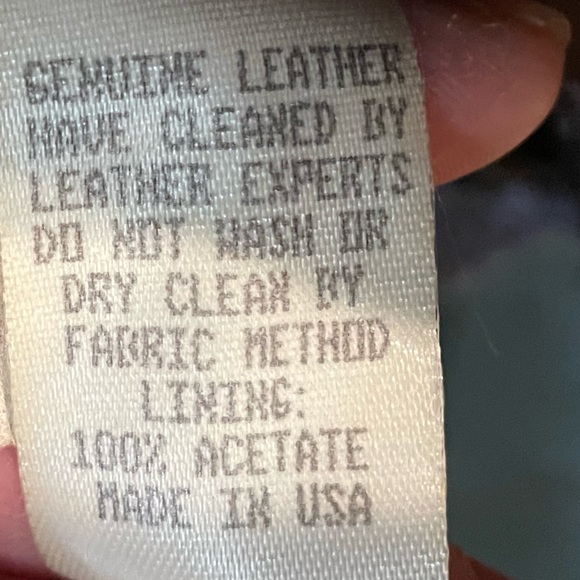 GENUINE LEATHER
HAVE CLEANED BY
LEATHER EXPERTS
DO NOT WASH OR
DRY CLEAN BY
FABRIC METHOD
LINING:
100% ACETATE
MADE IN USA